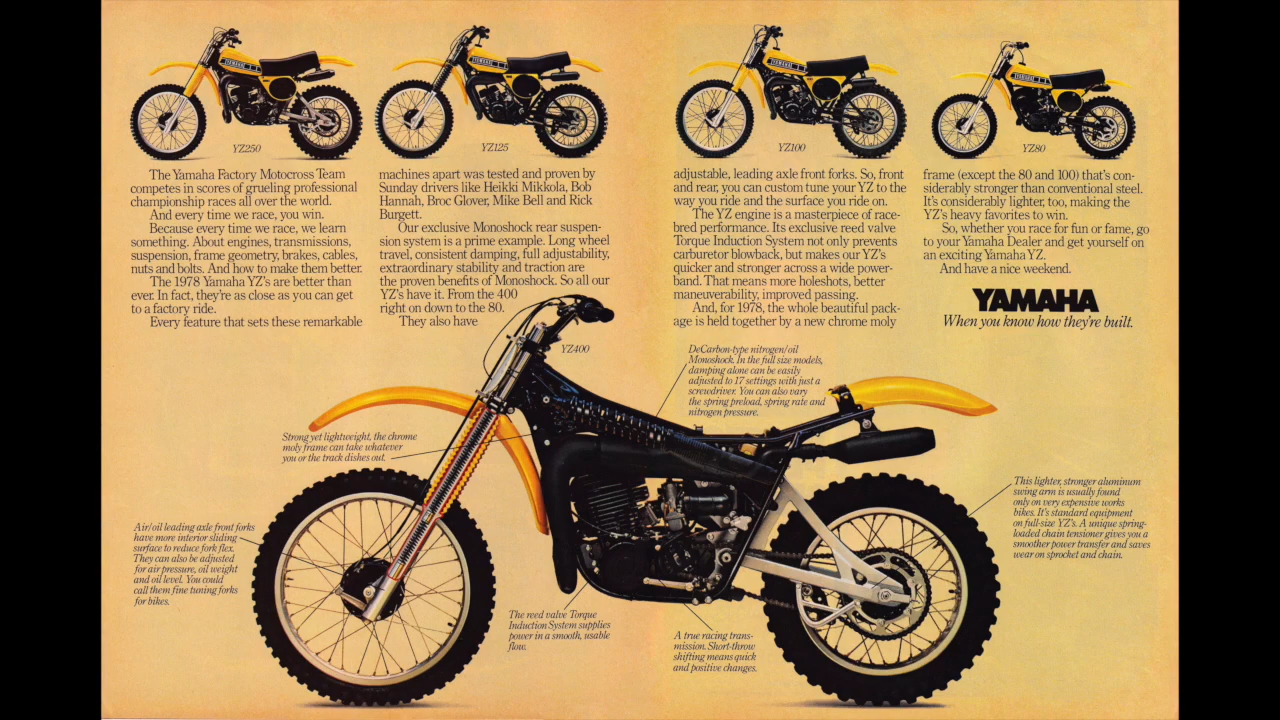 YAMAHA
YAMAHA
YAMAHA
YAMAHA
YZ250
YZ125
YZ100
YZ80
The Yamaha Factory Motocross Team
competes in scores of grueling professional
championship races all over the world.
And every time we race, you win.
Because every time we race, we learn
something. About engines, transmissions,
suspension, frame geometry, brakes, cables,
nuts and bolts. And how to make them better.
The 1978 Yamaha YZ's are better than
ever. In fact, they're as close as you can get
to a factory ride.
Every feature that sets these remarkable
machines apart was tested and proven by
Sunday drivers like Heikki Mikkola, Bob
Hannah, Broc Glover, Mike Bell and Rick
Burgett.
Our exclusive Monoshock rear suspen-
sion system is a prime example. Long wheel
travel, consistent damping, full adjustability,
extraordinary stability and traction are
the proven benefits of Monoshock. So all our
YZ's have it. From the 400
right on down to the 80.
They also have
adjustable, leading axle front forks. So, front
and rear, you can custom tune your YZ to the
way you ride and the surface you ride on.
The YZ engine is a masterpiece of race-
bred performance. Its exclusive reed valve
Torque Induction System not only prevents
carburetor blowback, but makes our YZ's
quicker and stronger across a wide power-
band. That means more holeshots, better
maneuverability, improved passing.
And, for 1978, the whole beautiful pack-
age is held together by a new chrome moly
frame (except the 80 and 100) that's con-
siderably stronger than conventional steel.
It's considerably lighter, too, making the
YZ's heavy favorites to win.
So, whether you race for fun or fame, go
to your Yamaha Dealer and get yourself on
an exciting Yamaha YZ.
And have a nice weekend.
YAMAHA
When you know how they're built.
YZ400
DeCarbon-type nitrogen/oil
Monoshock. In the full size models,
damping alone can be easily
adjusted to 17 settings with just a
screwdriver. You can also vary
the spring preload, spring rate and
nitrogen pressure.
Strong yet lightweight, the chrome
moly frame can take whatever
you or the track dishes out.
Air/oil leading axle front forks
have more interior sliding
surface to reduce fork flex.
They can also be adjusted
for air pressure, oil weight
and oil level. You could
call them fine tuning forks
for bikes.
This lighter, stronger aluminum
swing arm is usually found
only on very expensive works
bikes. It's standard equipment
on full-size YZ's. A unique spring-
loaded chain tensioner gives you a
smoother power transfer and saves
wear on sprocket and chain.
The reed valve Torque
Induction System supplies
power in a smooth, usable
flow.
A true racing trans-
mission. Short-throw
shifting means quick
and positive changes.